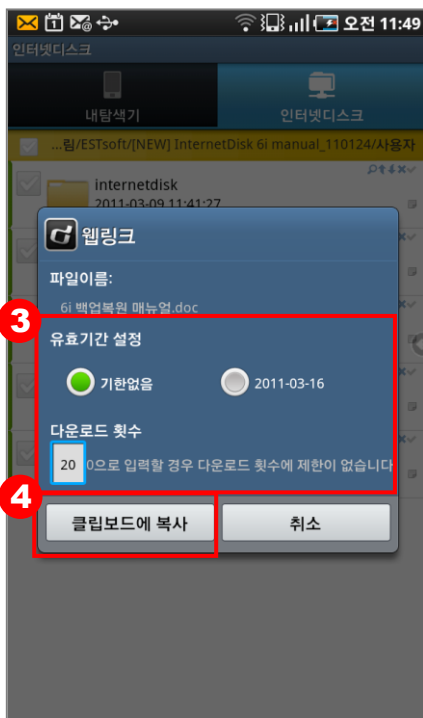 오전 11:49
인터넷디스크
내탐색기
인터넷디스크
...림/ESTsoft/[NEW] InternetDisk 6i manual_110124/사용자
internetdisk
2011-03-09 11:41:27
웹링크
파일이름:
6i 백업복원 매뉴얼.doc
3
유효기간 설정
기한없음
2011-03-16
다운로드 횟수
20
0으로 입력할 경우 다운로드 횟수에 제한이 없습니다
4
클립보드에 복사
취소